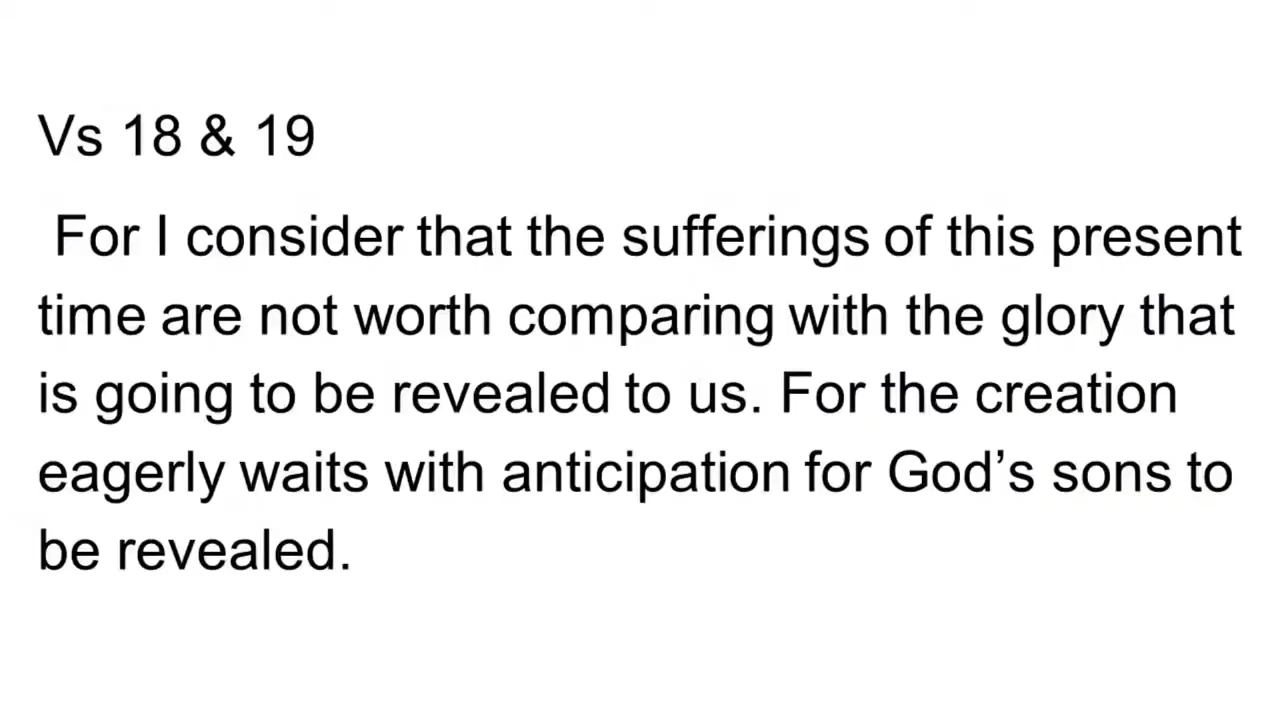 Vs 18 & 19
For I consider that the sufferings of this present
time are not worth comparing with the glory that
is going to be revealed to us. For the creation
eagerly waits with anticipation for God’s sons to
be revealed.